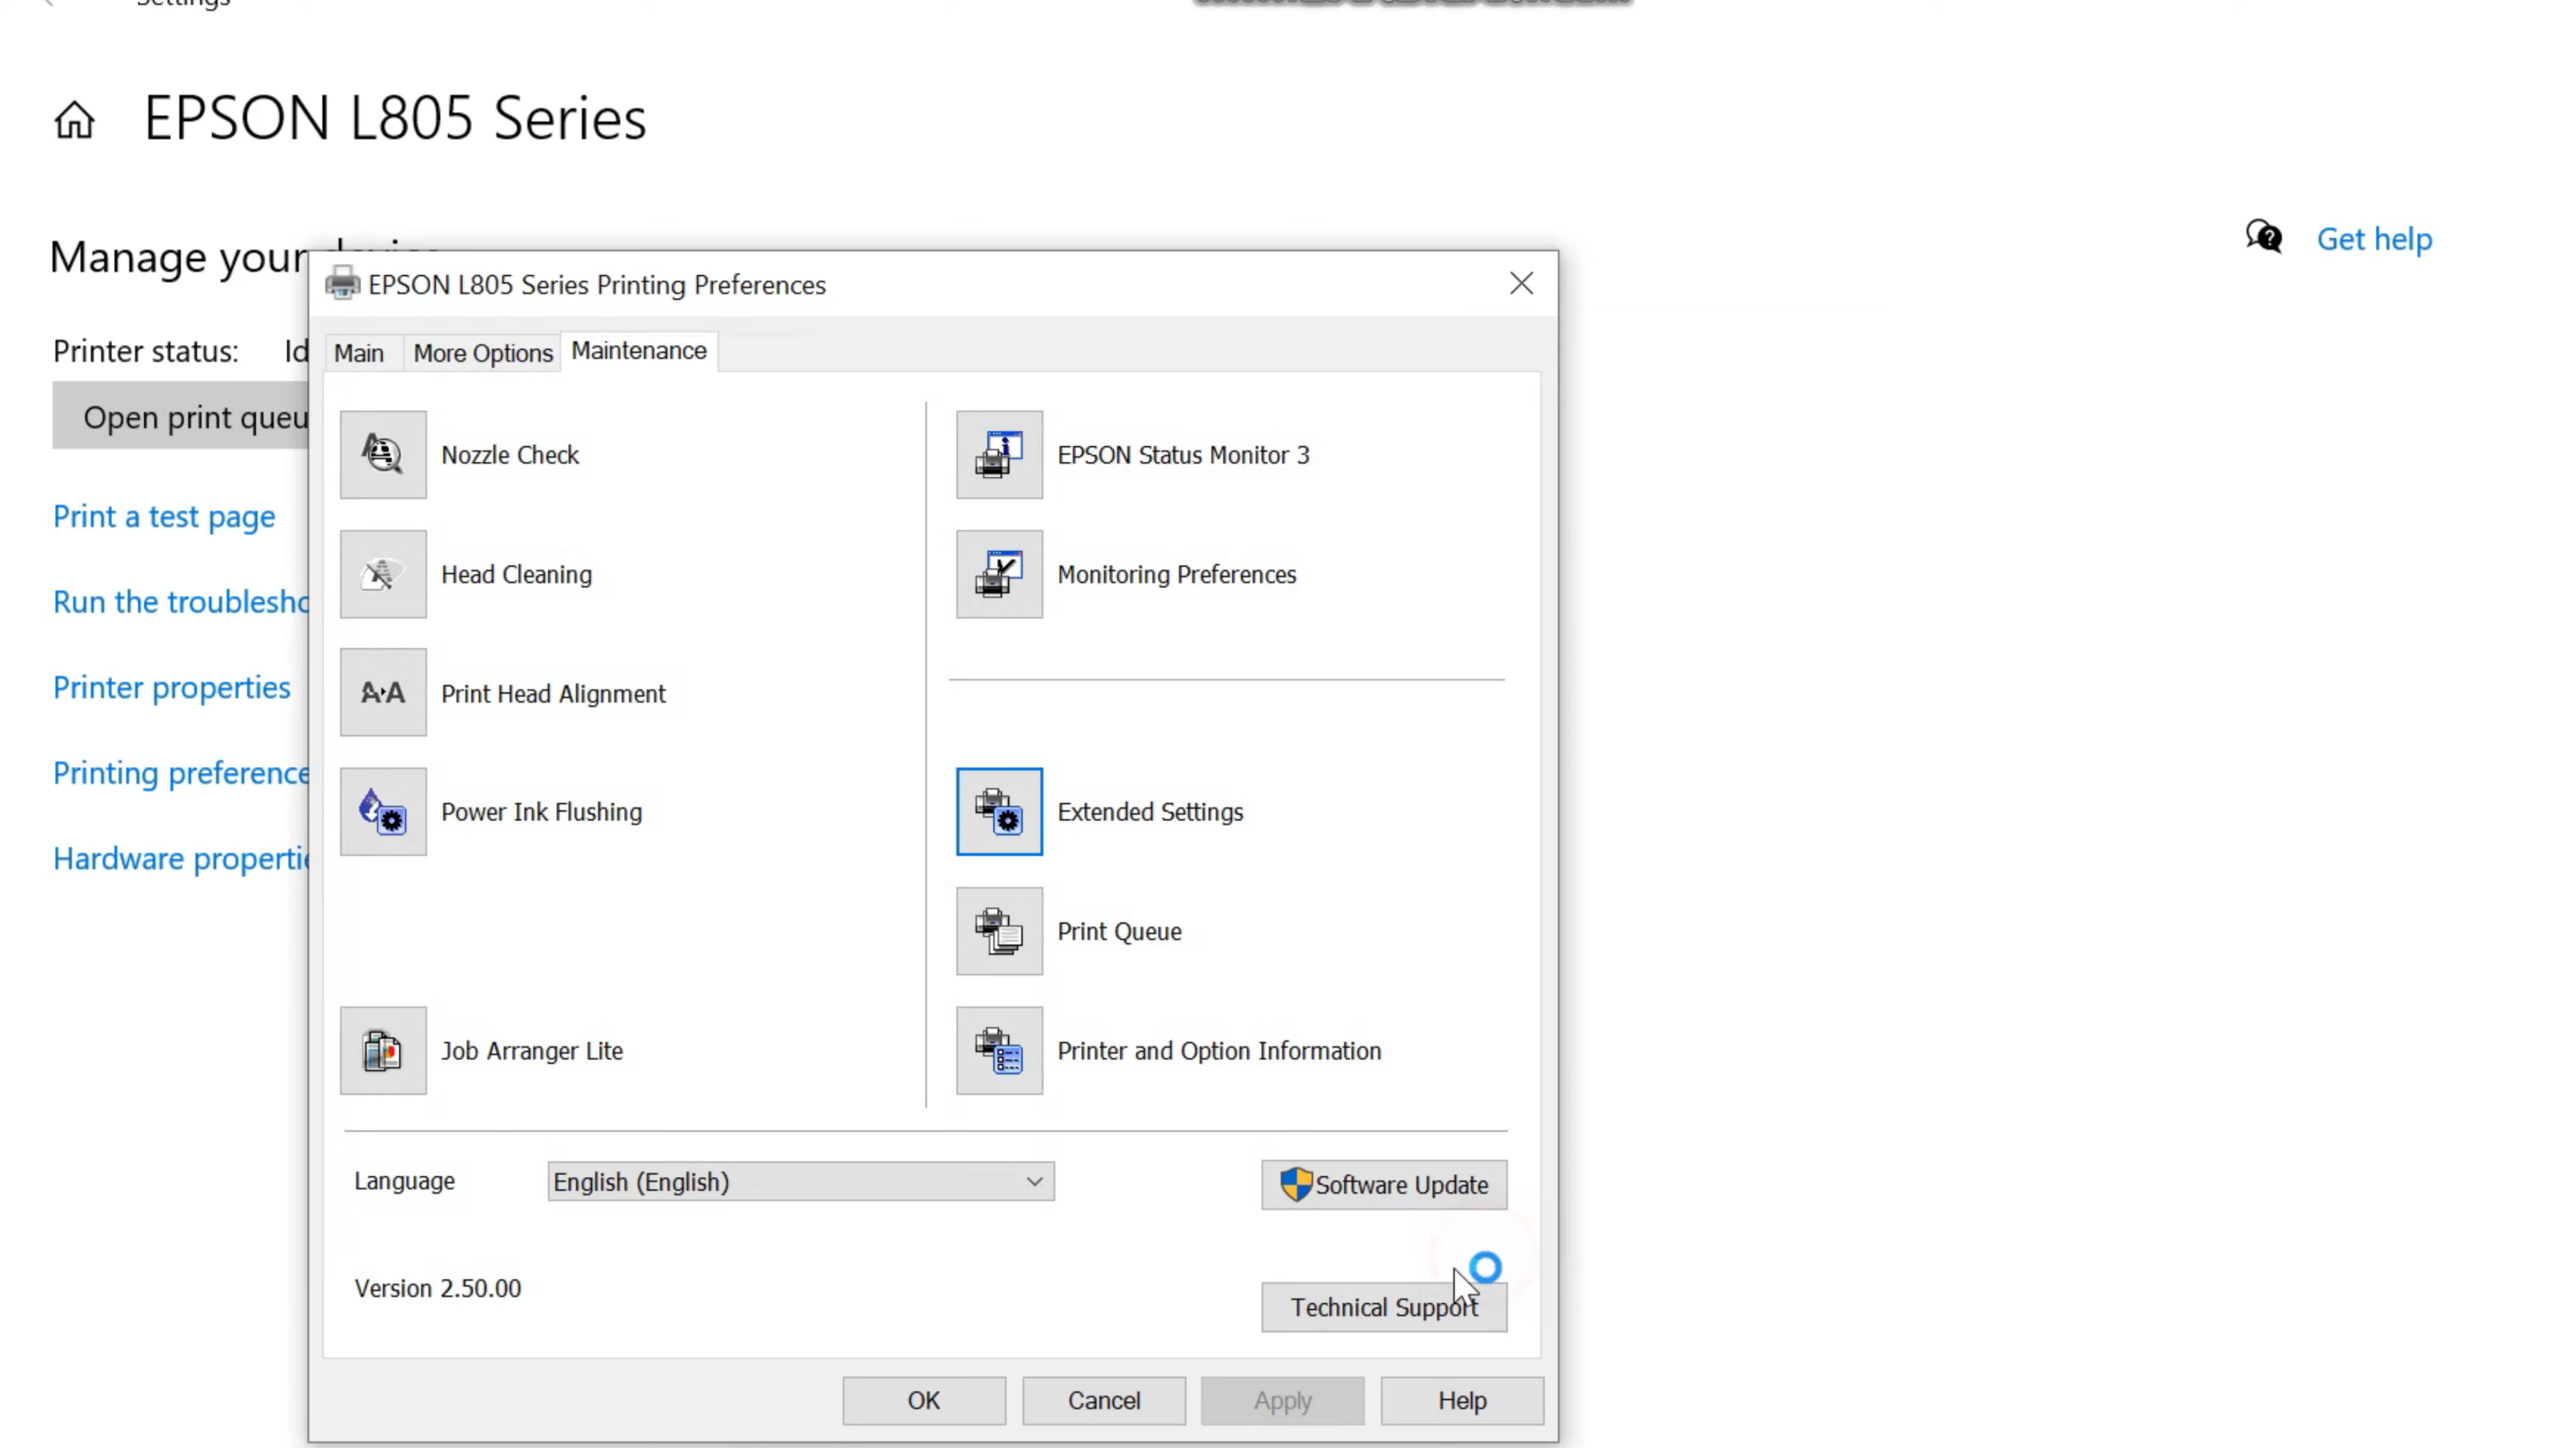 Settings
EPSON L805 Series
Manage your device
Get help
EPSON L805 Series Printing Preferences
Printer status: Id
Main
More Options
Maintenance
Open print queu
Nozzle Check
EPSON Status Monitor 3
Print a test page
Head Cleaning
Monitoring Preferences
Run the troublesho
Printer properties
Print Head Alignment
Printing preference
Power Ink Flushing
Extended Settings
Hardware properti
Print Queue
Job Arranger Lite
Printer and Option Information
Language
English (English)
Software Update
Version 2.50.00
Technical Support
OK
Cancel
Apply
Help